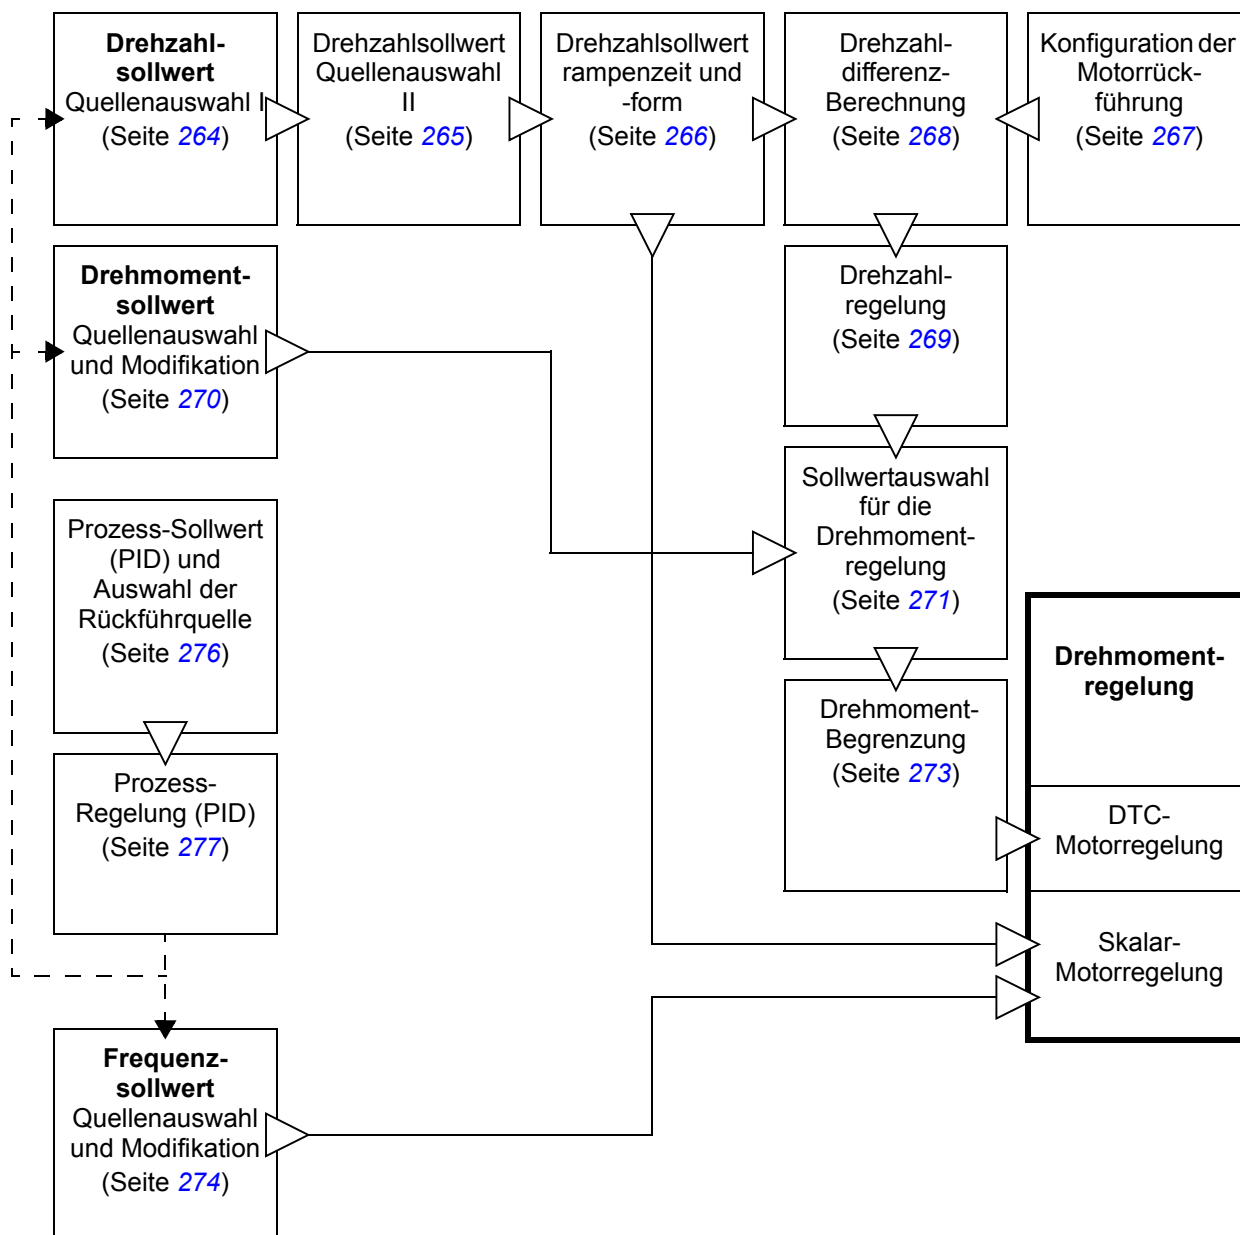 Drehzahl-
sollwert
Quellenauswahl I
(Seite 264)
Drehzahlsollwert
Quellenauswahl
II
(Seite 265)
Drehzahlsollwert
rampenzeit und
-form
(Seite 266)
Drehzahl-
differenz-
Berechnung
(Seite 268)
Konfiguration der
Motorrück-
führung
(Seite 267)
Drehmoment-
sollwert
Quellenauswahl
und Modifikation
(Seite 270)
Drehzahl-
regelung
(Seite 269)
Sollwertauswahl
für die
Drehmoment-
regelung
(Seite 271)
Prozess-Sollwert
(PID) und
Auswahl der
Rückführquelle
(Seite 276)
Drehmoment-
Begrenzung
(Seite 273)
Drehmoment-
regelung
Prozess-
Regelung (PID)
(Seite 277)
DTC-
Motorregelung
Skalar-
Motorregelung
Frequenz-
sollwert
Quellenauswahl
und Modifikation
(Seite 274)